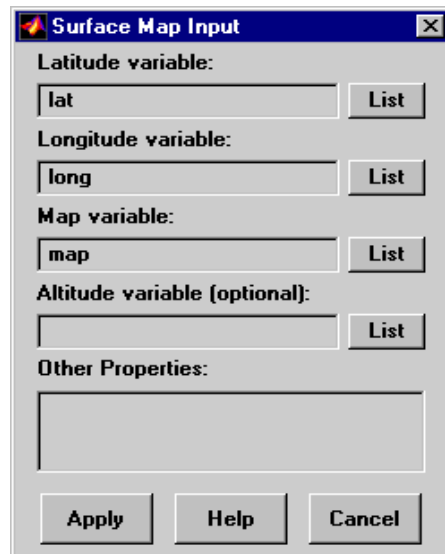 Surface Map Input
Latitude variable:
lat List
Longitude variable:
long List
Map variable:
map List
Altitude variable (optional):
List
Other Properties:
Apply Help Cancel